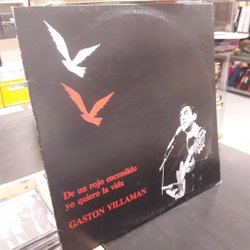 De un rojo encendido
yo quiero la vida
GASTON VILLAMAN